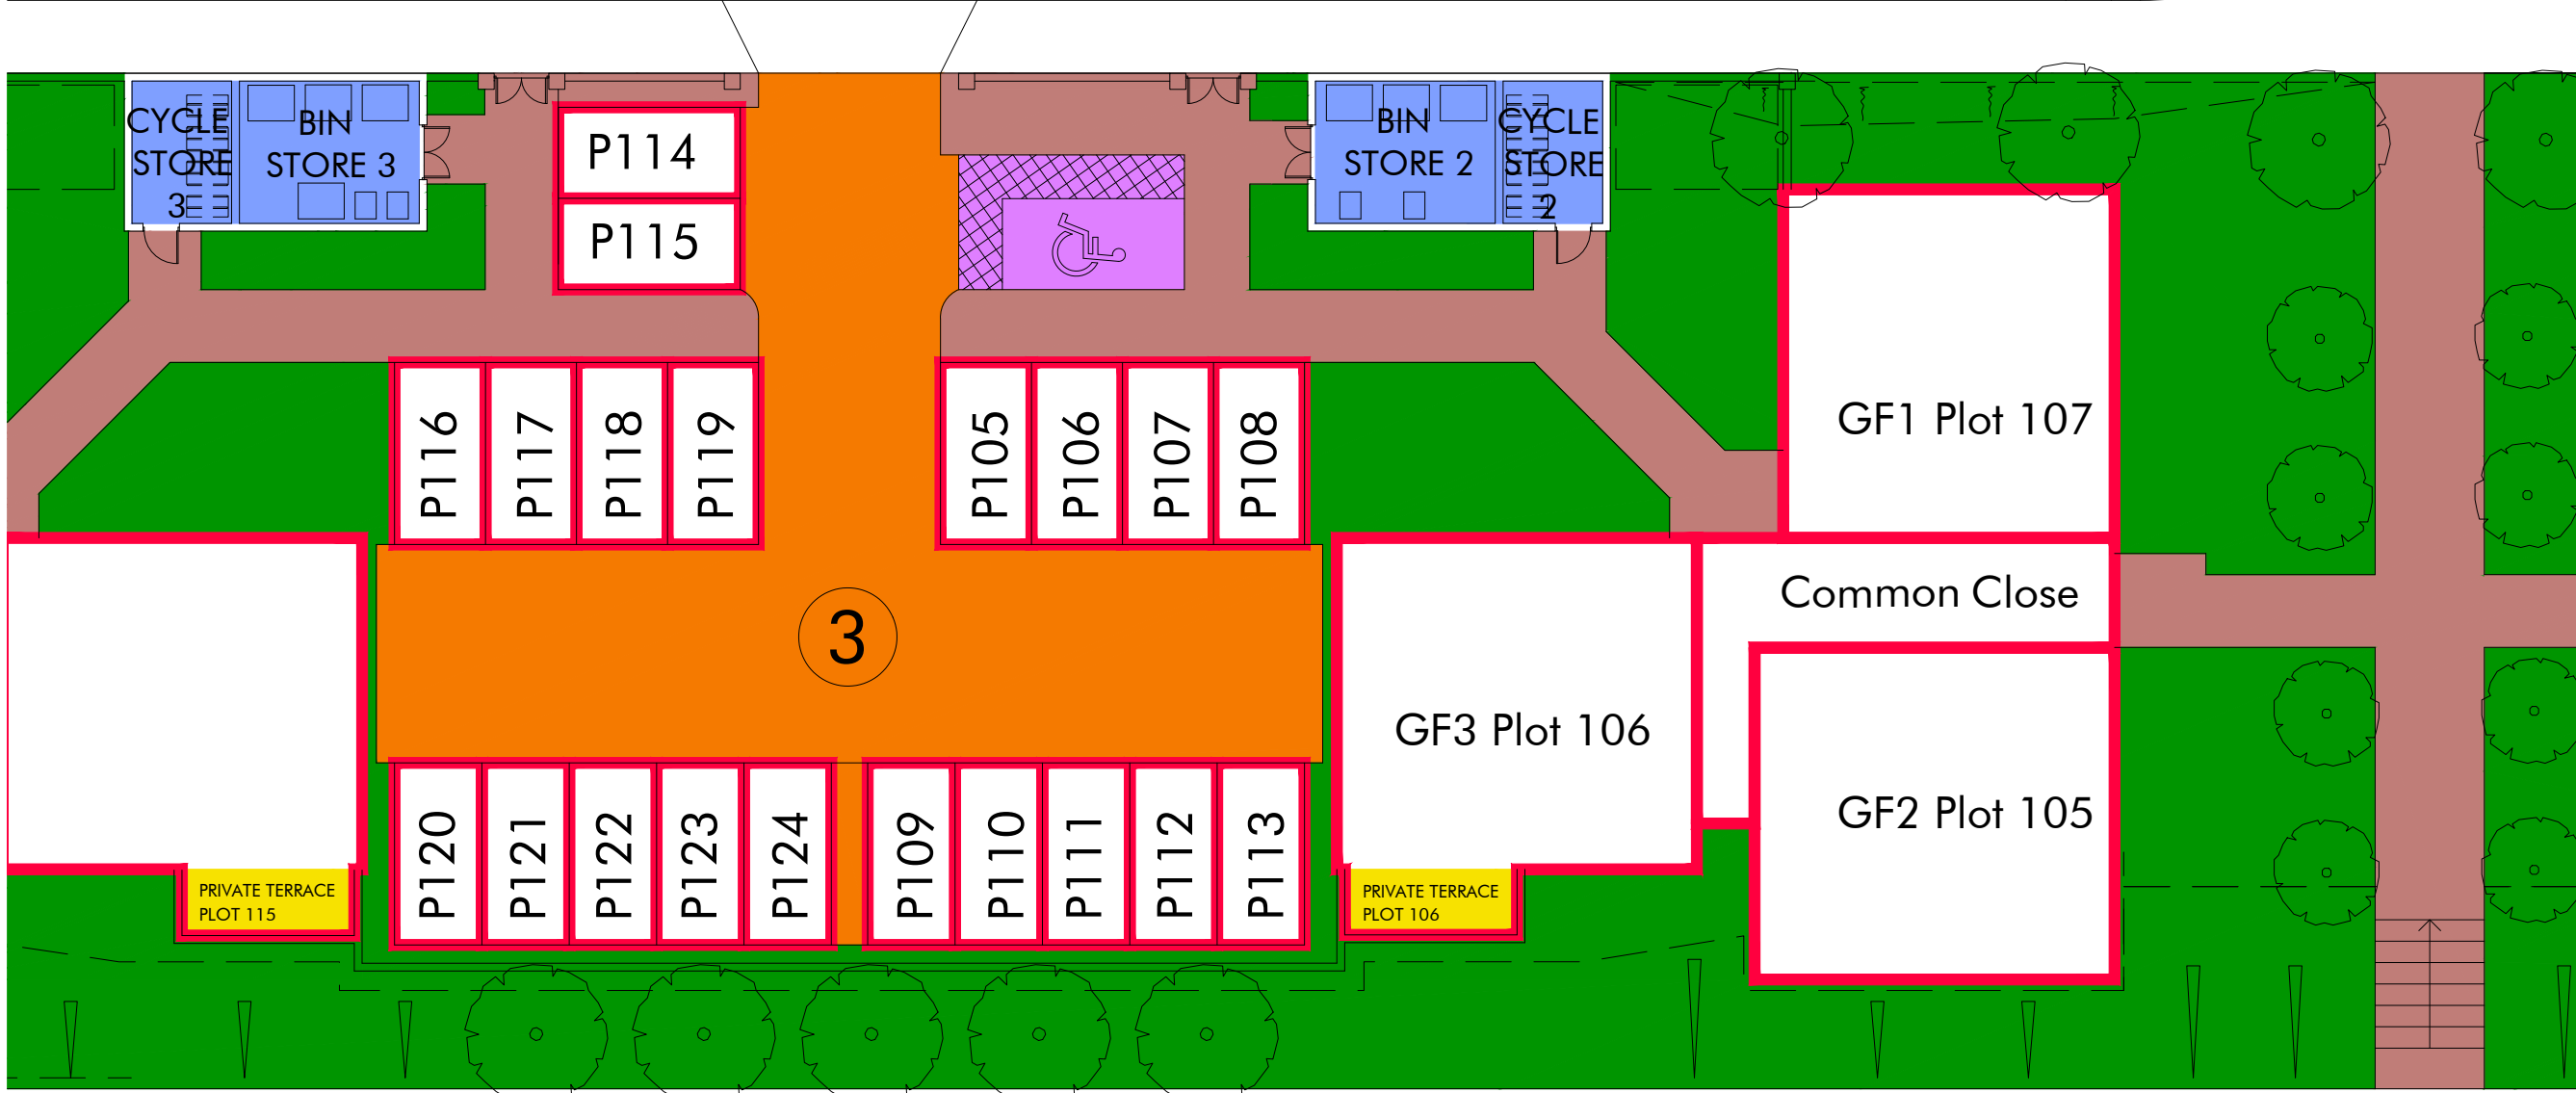 CYCLE
STORE
3
BIN
STORE 3
P114
P115
BIN
STORE 2
CYCLE
STORE
2
P116
P117
P118
P119
P105
P106
P107
P108
GF1 Plot 107
Common Close
3
GF3 Plot 106
GF2 Plot 105
P120
P121
P122
P123
P124
P109
P110
P111
P112
P113
PRIVATE TERRACE
PLOT 115
PRIVATE TERRACE
PLOT 106